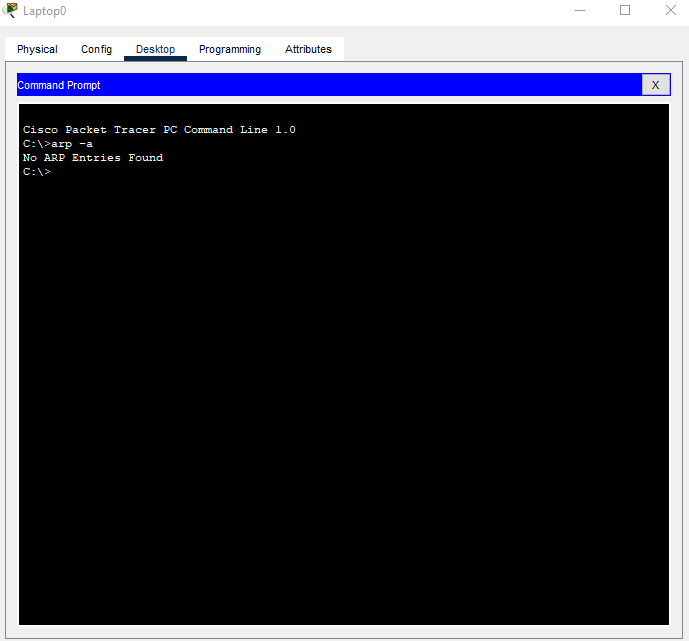 Laptop0
Physical Config Desktop Programming Attributes
Command Prompt X
Cisco Packet Tracer PC Command Line 1.0
C:\>arp -a
No ARP Entries Found
C:\>